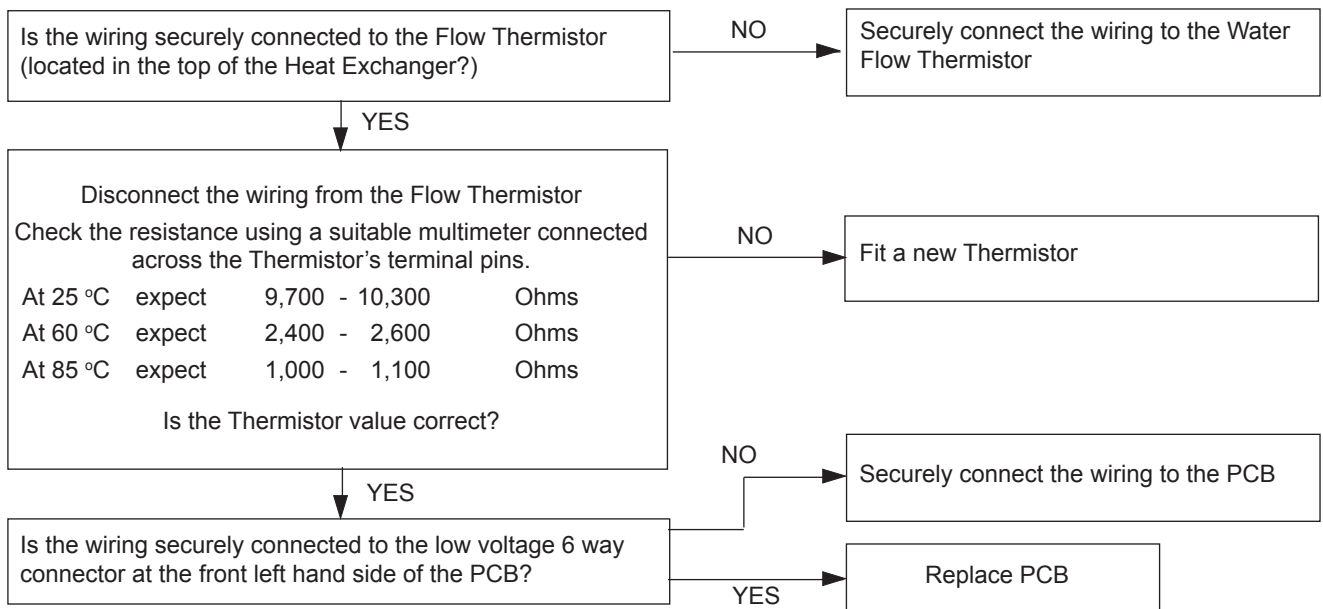 Is the wiring securely connected to the Flow Thermistor
(located in the top of the Heat Exchanger?)
NO
Securely connect the wiring to the Water
Flow Thermistor
YES
Disconnect the wiring from the Flow Thermistor
Check the resistance using a suitable multimeter connected
across the Thermistor’s terminal pins.
At 25 ºC expect 9,700 - 10,300 Ohms
At 60 ºC expect 2,400 - 2,600 Ohms
At 85 ºC expect 1,000 - 1,100 Ohms
Is the Thermistor value correct?
NO
Fit a new Thermistor
YES
Is the wiring securely connected to the low voltage 6 way
connector at the front left hand side of the PCB?
NO
Securely connect the wiring to the PCB
YES
Replace PCB